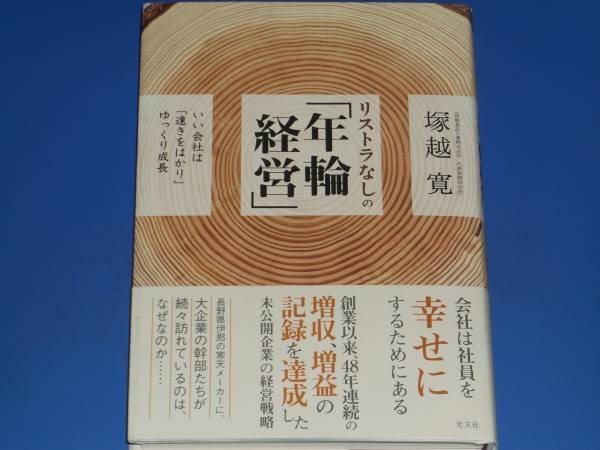 リストラなしの
「年輪
経営」
塚越 寛
いい会社は
「遠きをはかり」
ゆっくり成長
会社は社員を
幸せに
するためにある
創業以来、48年連続の
増収、増益の
記録を達成した
未公開企業の経営戦略
長野県伊那の寒天メーカーに、
大企業の幹部たちが
続々訪れているのは、
なぜなのか……
光文社